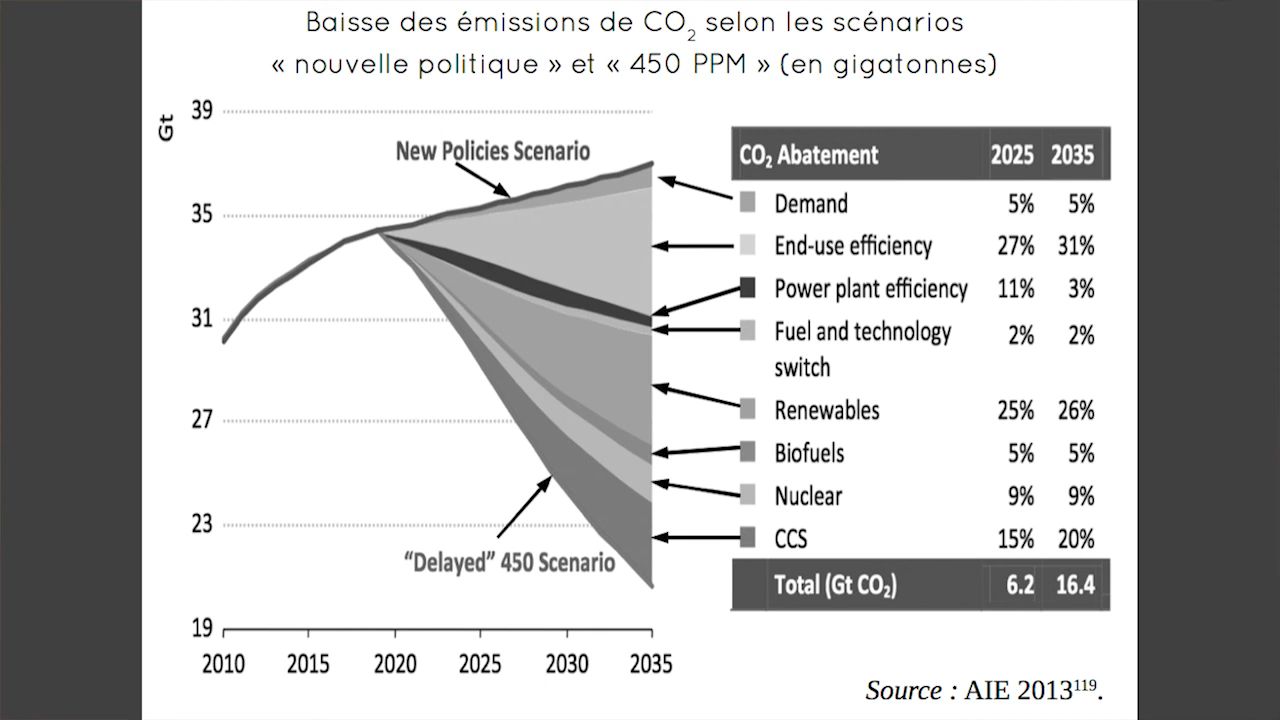 Baisse des émissions de CO₂ selon les scénarios
« nouvelle politique » et « 450 PPM » (en gigatonnes)
Gt
39
35
31
27
23
19
2010 2015 2020 2025 2030 2035
New Policies Scenario
“Delayed” 450 Scenario
CO₂ Abatement 2025 2035
Demand 5% 5%
End-use efficiency 27% 31%
Power plant efficiency 11% 3%
Fuel and technology 2% 2%
switch
Renewables 25% 26%
Biofuels 5% 5%
Nuclear 9% 9%
CCS 15% 20%
Total (Gt CO₂) 6.2 16.4
Source : AIE 2013¹¹⁹.